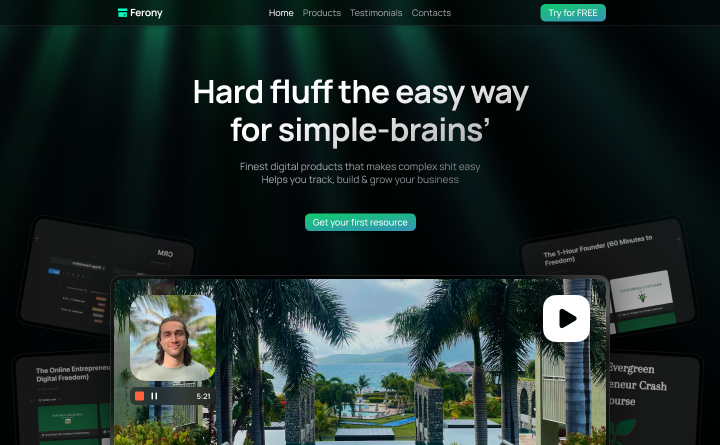 Ferony
Home Products Testimonials Contacts
Try for FREE
Hard fluff the easy way
for simple-brains’
Finest digital products that makes complex shit easy
Helps you track, build & grow your business
Get your first resource
CRM
The 1-Hour Founder (60 Minutes to
Freedom)
5:21
The Online Entrepreneu
Digital Freedom)
Evergreen
eneur Crash
ourse